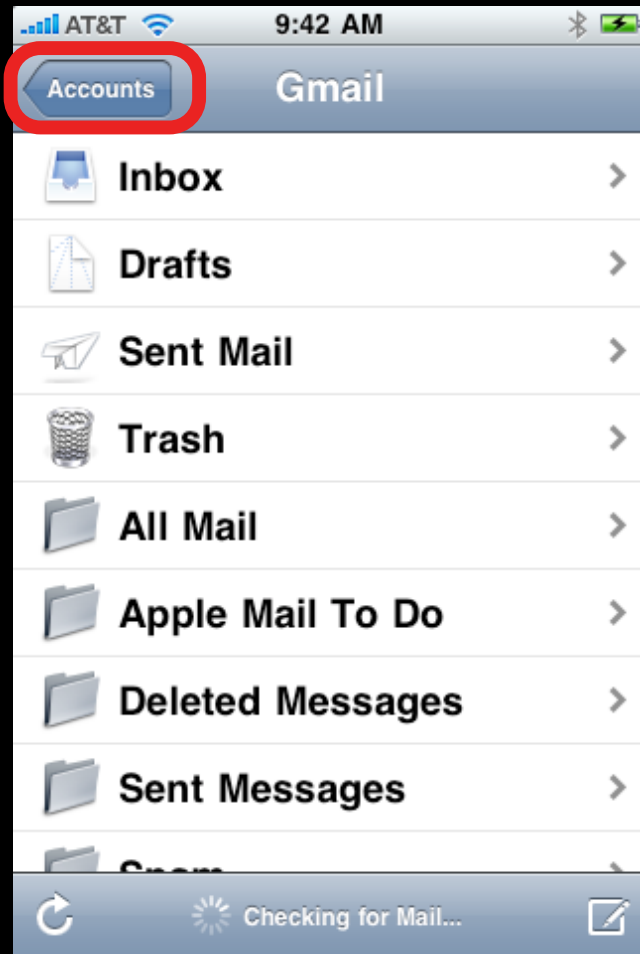 AT&T 9:42 AM
Accounts Gmail
Inbox
Drafts
Sent Mail
Trash
All Mail
Apple Mail To Do
Deleted Messages
Sent Messages
Spam
Checking for Mail...